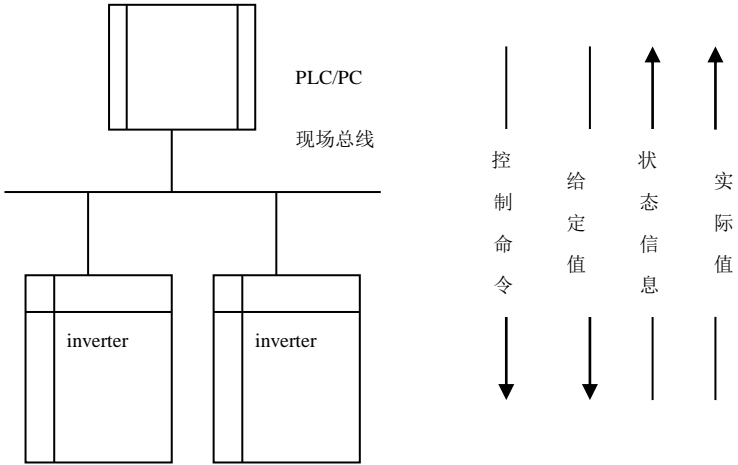 PLC/PC
现场总线
inverter
inverter
控制命令
给定值
状态信息
实际值